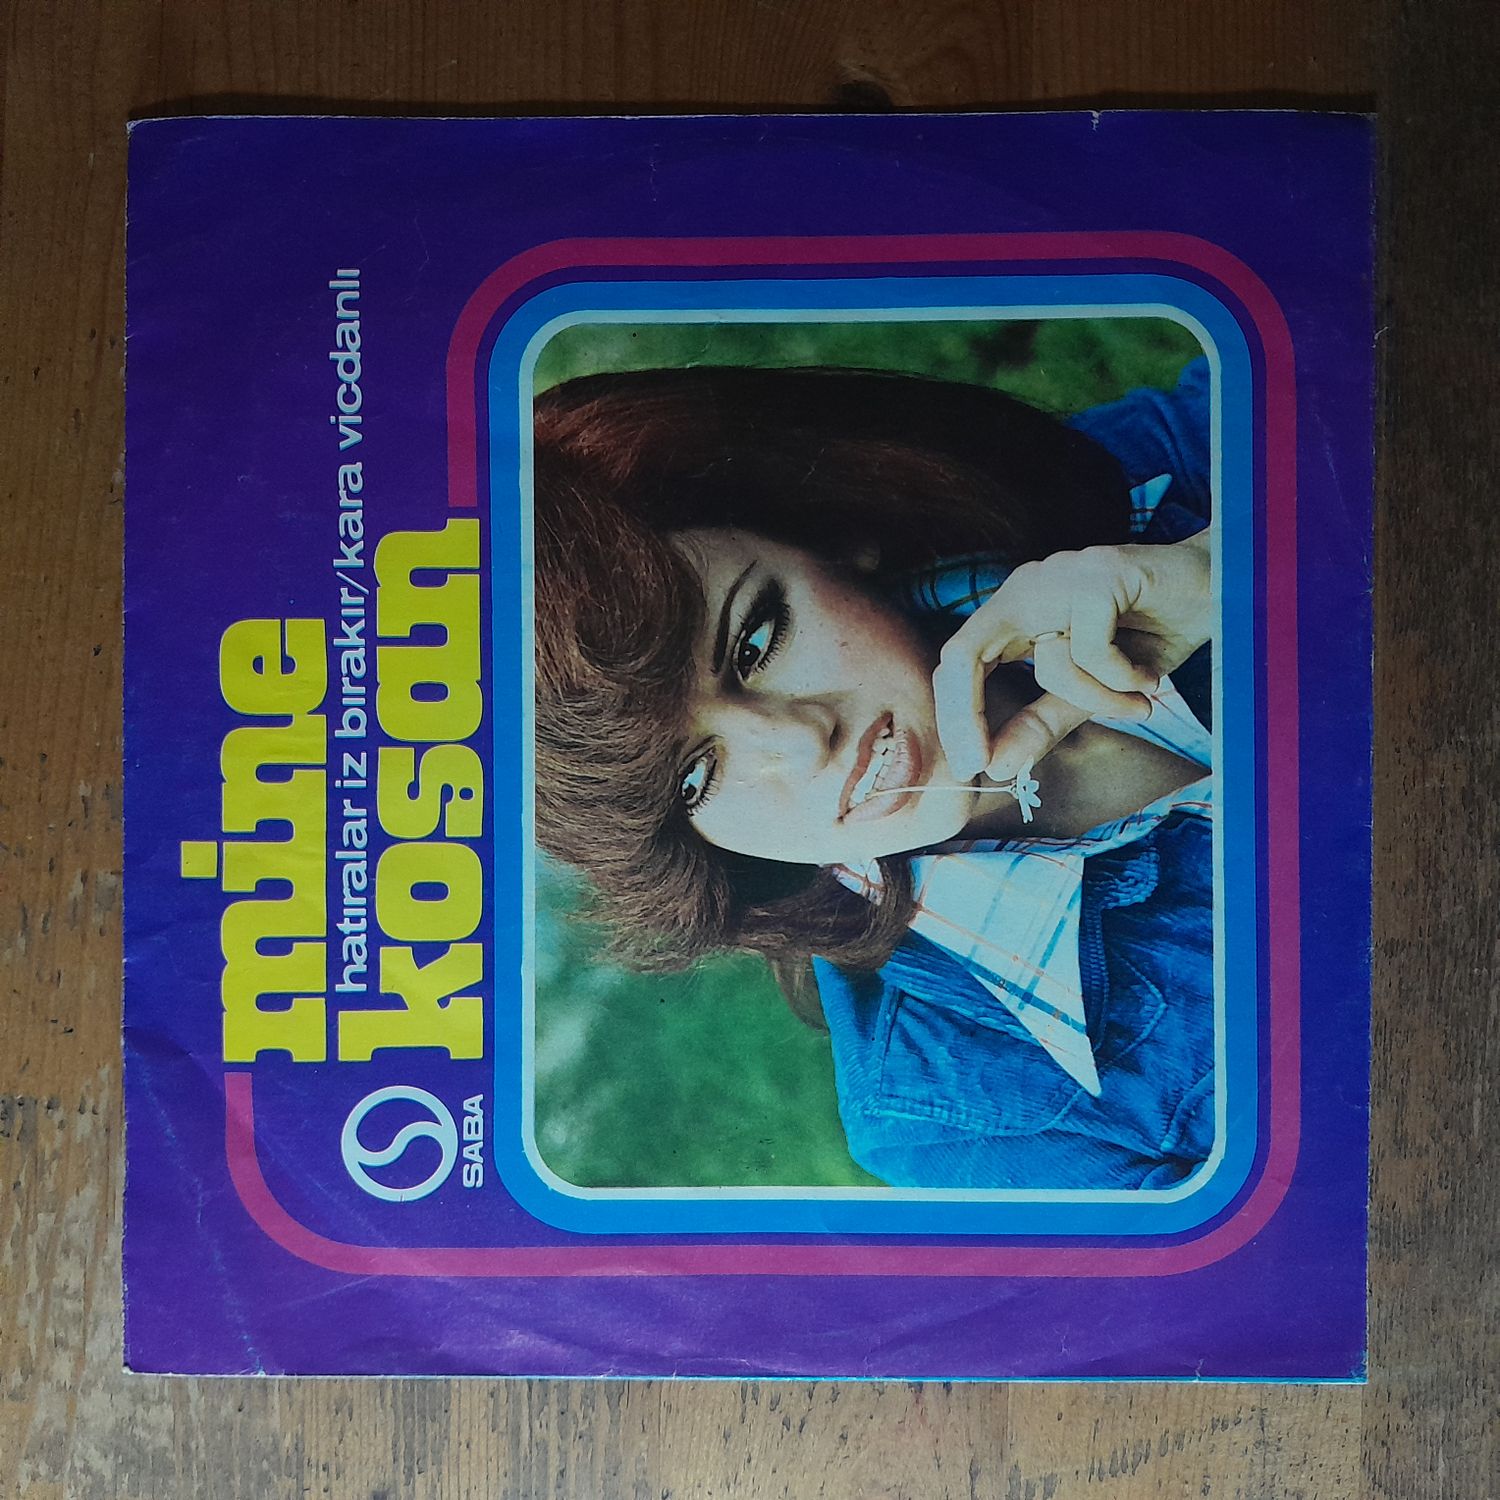 mine
hatıralar iz bırakır/kara vicdanlı
koşan
SABA